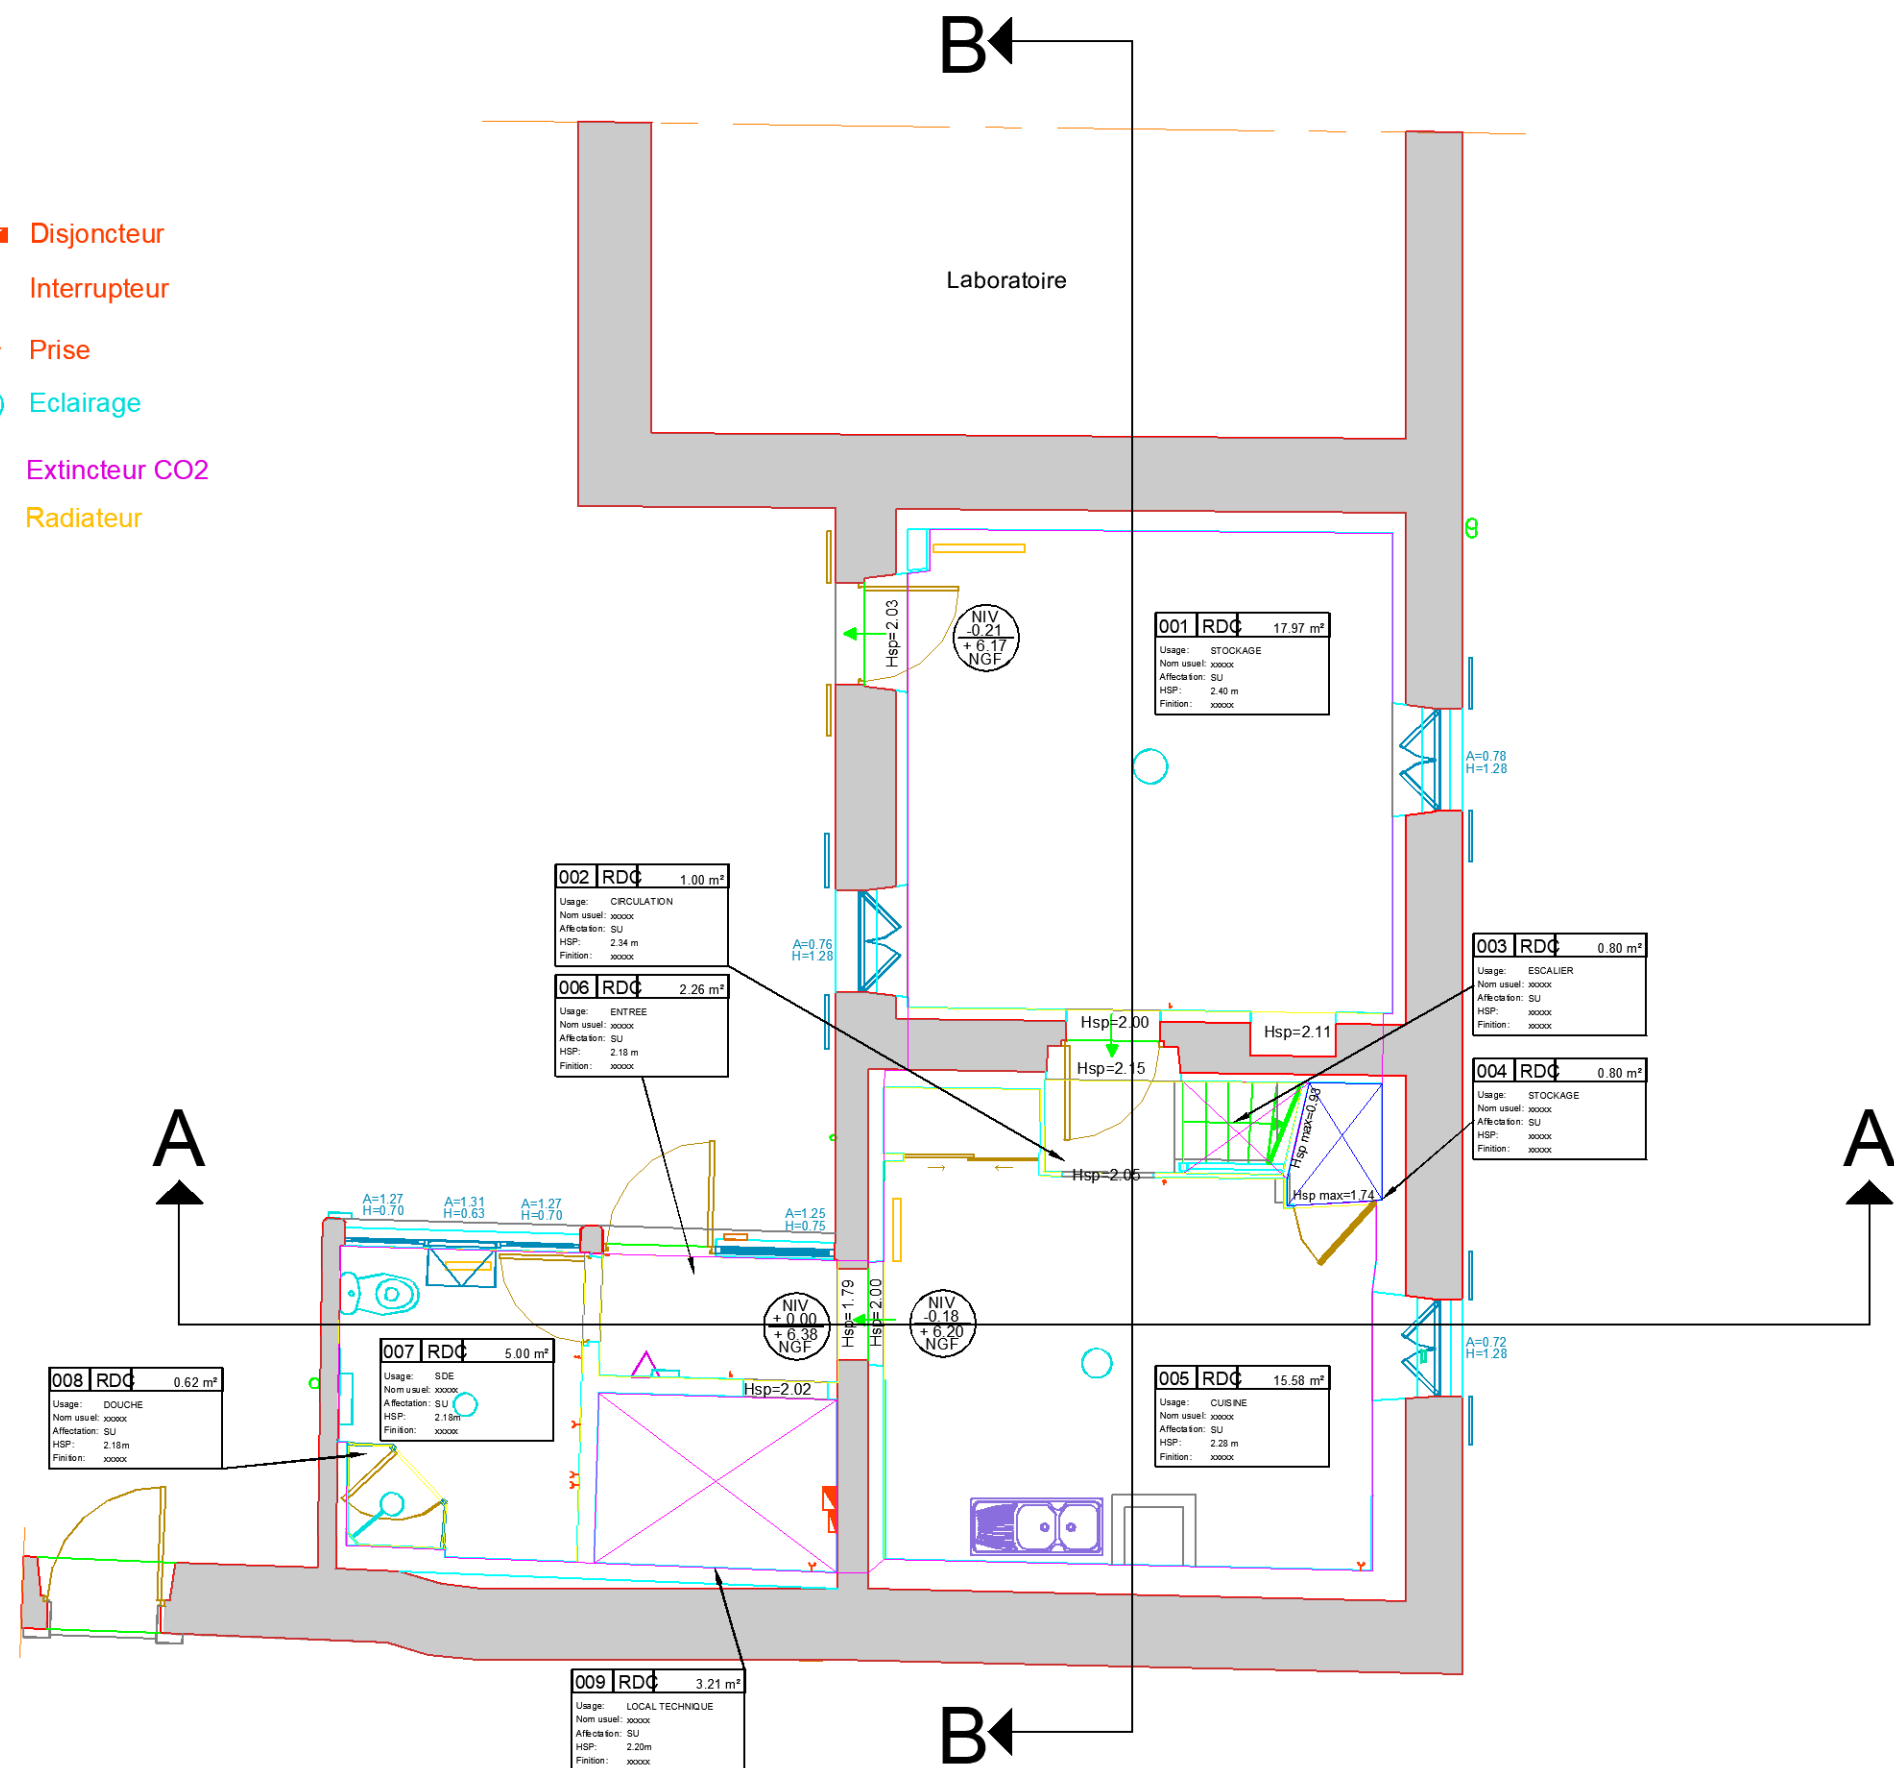 B
Disjoncteur
Interrupteur
Prise
Eclairage
Extincteur CO2
Radiateur
Laboratoire
Hsp= 2.03
NIV
-0.21
+ 6.17
NGF
001 RDC 17.97 m²
Usage: STOCKAGE
Nom usuel: xxxxx
Affectation: SU
HSP: 2.40 m
Finition: xxxxx
A=0.78
H=1.28
002 RDC 1.00 m²
Usage: CIRCULATION
Nom usuel: xxxxx
Affectation: SU
HSP: 2.34 m
Finition: xxxxx
A=0.76
H=1.28
003 RDC 0.80 m²
Usage: ESCALIER
Nom usuel: xxxxx
Affectation: SU
HSP: xxxxx
Finition: xxxxx
006 RDC 2.26 m²
Usage: ENTREE
Nom usuel: xxxxx
Affectation: SU
HSP: 2.18 m
Finition: xxxxx
Hsp=2.00
Hsp=2.11
Hsp=2.15
004 RDC 0.80 m²
Usage: STOCKAGE
Nom usuel: xxxxx
Affectation: SU
HSP: xxxxx
Finition: xxxxx
Hsp max=0.93
Hsp=2.05
Hsp max=1.74
A
A
A=1.27
H=0.70
A=1.31
H=0.63
A=1.27
H=0.70
A=1.25
H=0.75
NIV
+ 0.00
+ 6.38
NGF
Hsp=1.79
Hsp=2.00
NIV
-0.18
+ 6.20
NGF
A=0.72
H=1.28
007 RDC 5.00 m²
Usage: SDE
Nom usuel: xxxxx
Affectation: SU
HSP: 2.18m
Finition: xxxxx
008 RDC 0.62 m²
Usage: DOUCHE
Nom usuel: xxxxx
Affectation: SU
HSP: 2.18m
Finition: xxxxx
Hsp=2.02
005 RDC 15.58 m²
Usage: CUISINE
Nom usuel: xxxxx
Affectation: SU
HSP: 2.28 m
Finition: xxxxx
009 RDC 3.21 m²
Usage: LOCAL TECHNIQUE
Nom usuel: xxxxx
Affectation: SU
HSP: 2.20m
Finition: xxxxx
B